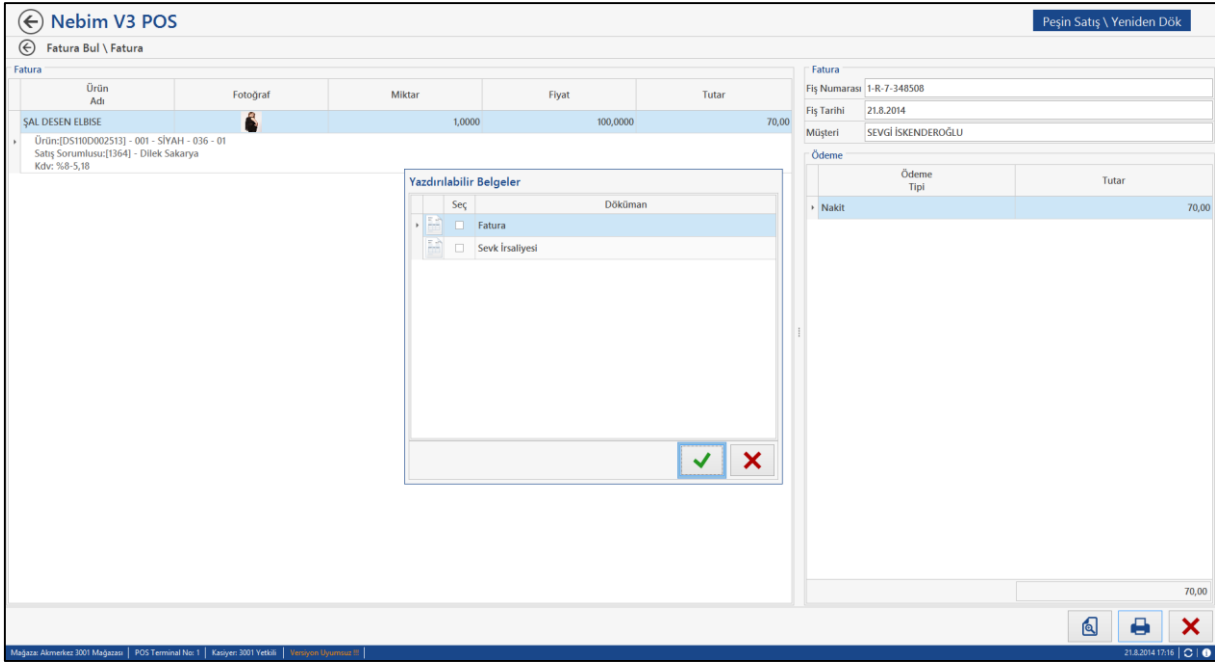 Nebim V3 POS
Peşin Satış \ Yeniden Dök
Fatura Bul \ Fatura
Fatura
Ürün
Adı
Fotoğraf
Miktar
Fiyat
Tutar
ŞAL DESEN ELBISE
1,0000
100,0000
70,00
Ürün:[DS110D002513] - 001 - SİYAH - 036 - 01
Satış Sorumlusu:[1364] - Dilek Sakarya
Kdv: %8-5,18
Yazdırılabilir Belgeler
Seç
Döküman
Fatura
Sevk İrsaliyesi
Fatura
Fiş Numarası 1-R-7-348508
Fiş Tarihi 21.8.2014
Müşteri SEVGİ İSKENDEROĞLU
Ödeme
Ödeme
Tipi
Tutar
Nakit 70,00
70,00
Mağaza: Akmerkez 3001 Mağazası | POS Terminal No: 1 | Kasiyer: 3001 Yetkili | Versiyon Uyumsuz !!! |
21.8.2014 17:16